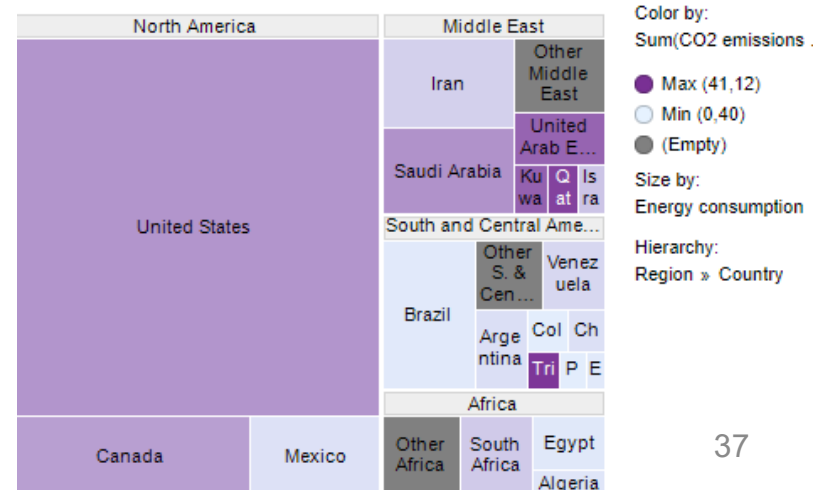 North America
United States
Canada
Mexico
Middle East
Iran
Other
Middle
East
Saudi Arabia
United
Arab E...
Ku
wa
Q
at
Is
ra
South and Central Ame...
Brazil
Other
S. &
Cen...
Venez
uela
Arge
ntina
Col
Ch
Tri
P
E
Africa
Other
Africa
South
Africa
Egypt
Algeria
Color by:
Sum(CO2 emissions .
Max (41,12)
Min (0,40)
(Empty)
Size by:
Energy consumption
Hierarchy:
Region » Country
37